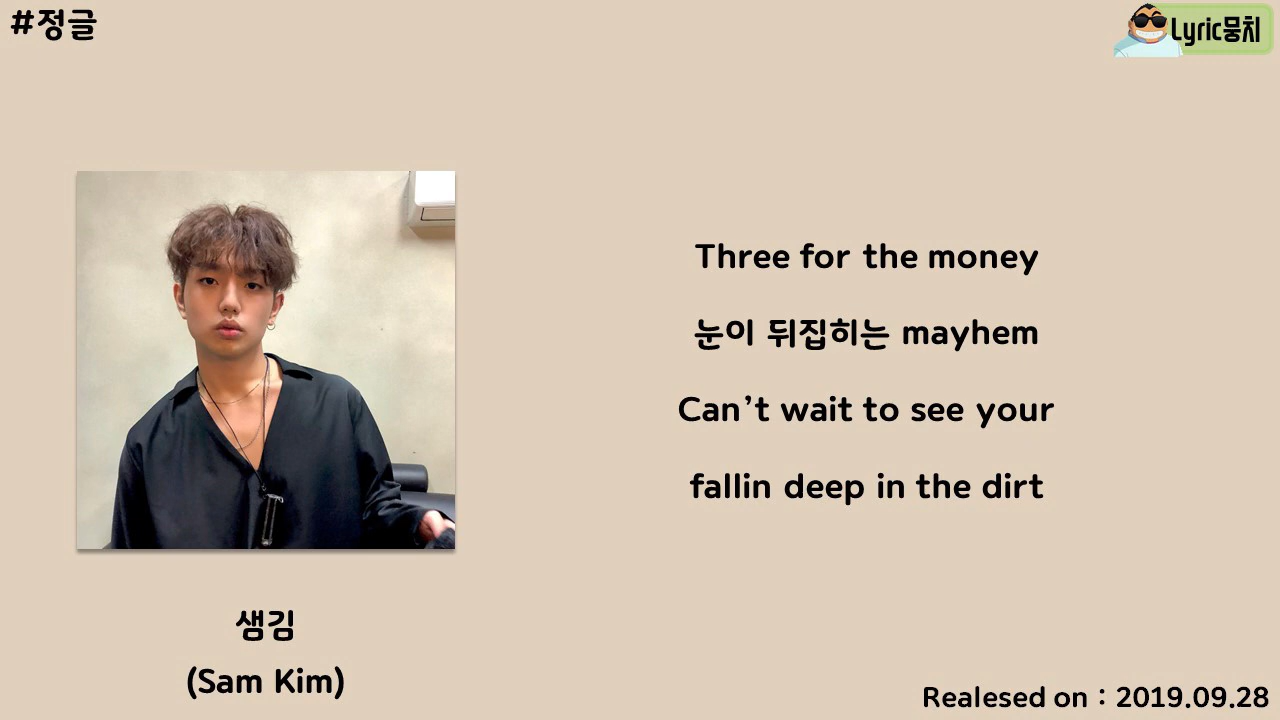 #정글
Lyric뭉치
Three for the money
눈이 뒤집히는 mayhem
Can't wait to see your
fallin deep in the dirt
샘김
(Sam Kim)
Realesed on : 2019.09.28